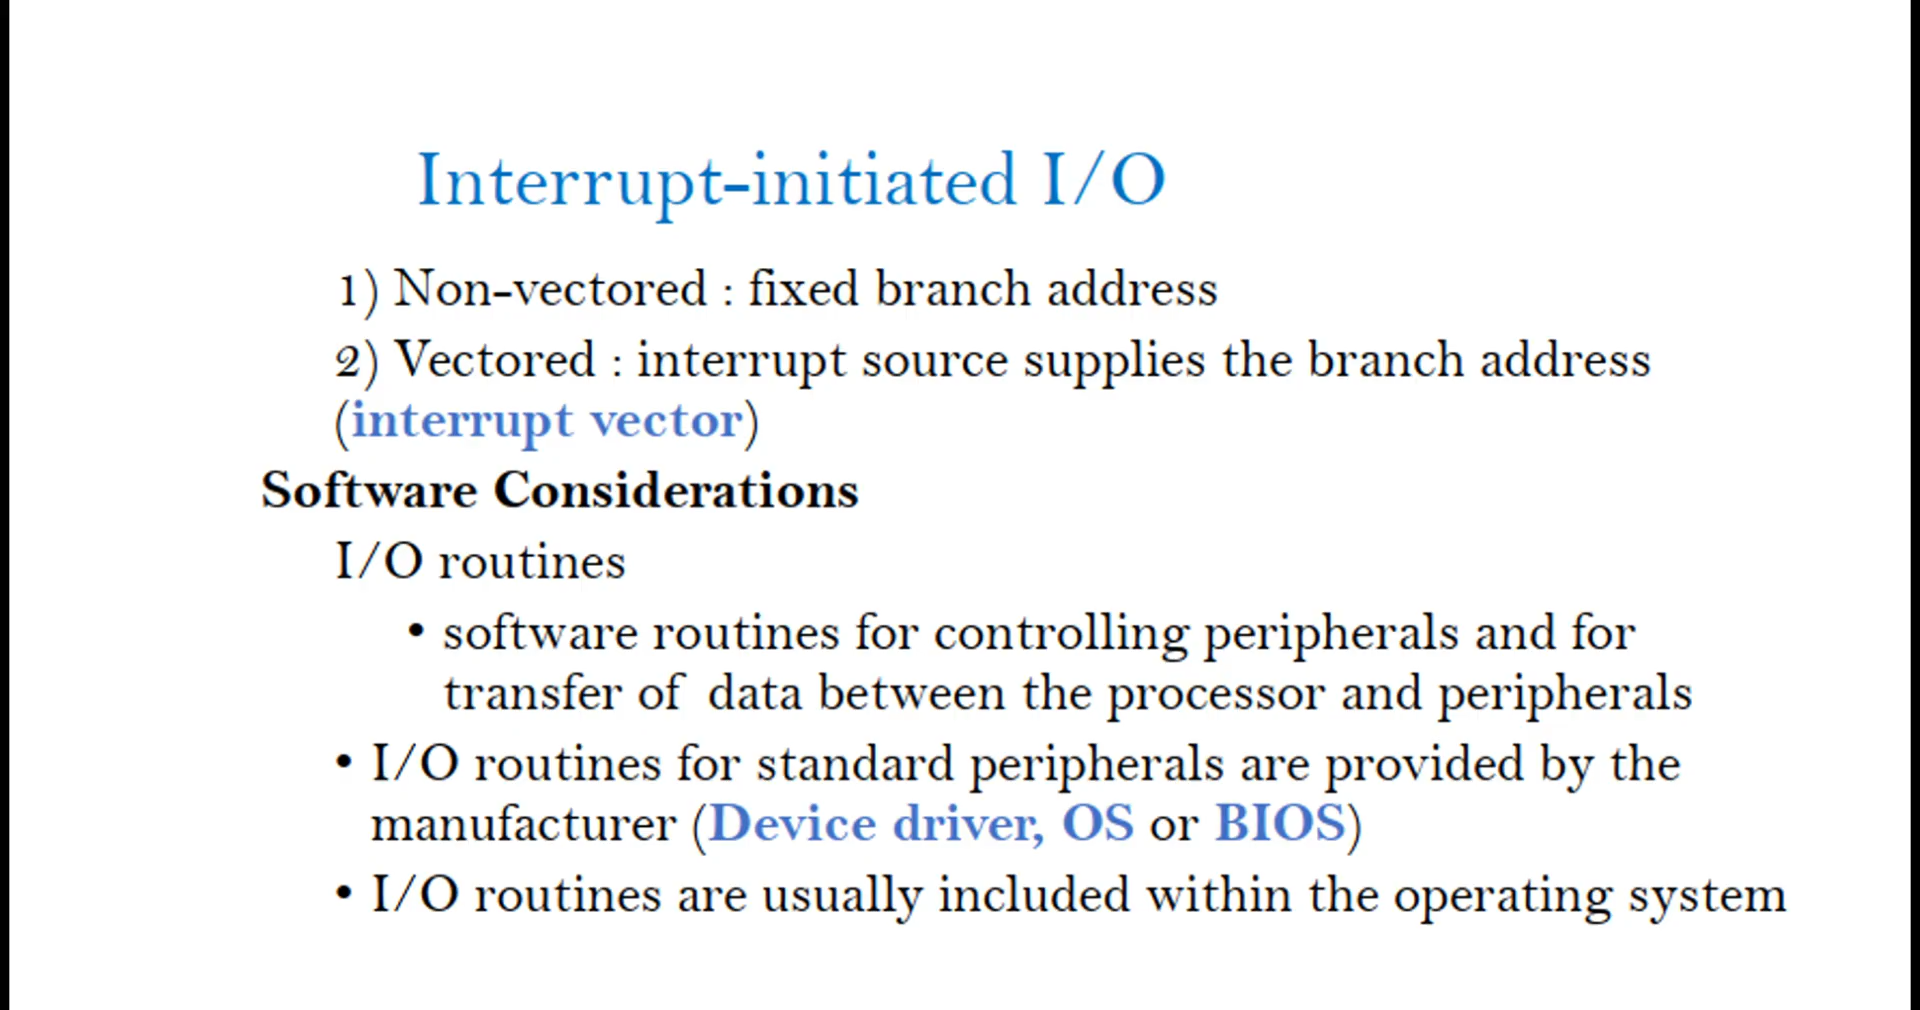 Interrupt-initiated I/O
1) Non-vectored : fixed branch address
2) Vectored : interrupt source supplies the branch address
(interrupt vector)
Software Considerations
I/O routines
• software routines for controlling peripherals and for
transfer of  data between the processor and peripherals
• I/O routines for standard peripherals are provided by the
manufacturer (Device driver, OS or BIOS)
• I/O routines are usually included within the operating system